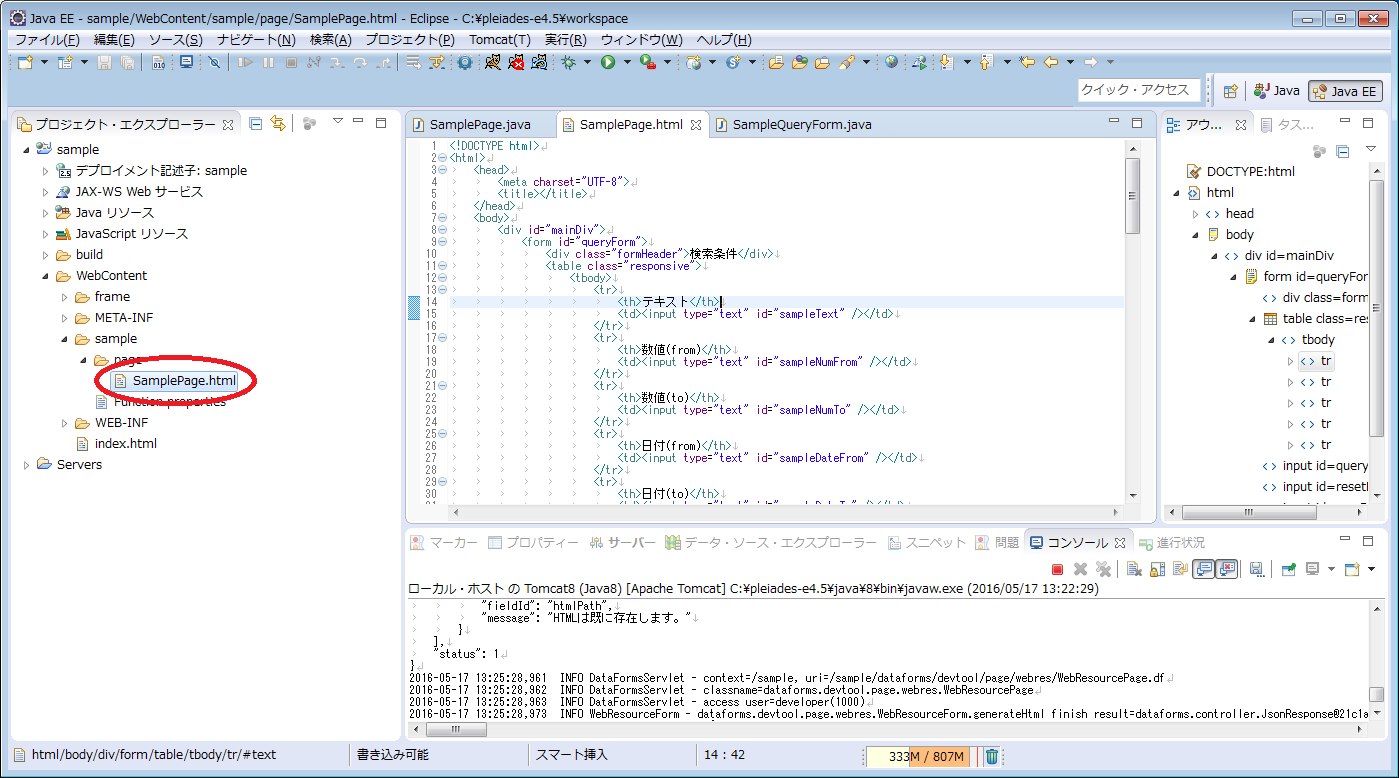 Java EE - sample/WebContent/sample/page/SamplePage.html - Eclipse - C:¥pleiades-e4.5¥workspace
ファイル(F) 編集(E) ソース(S) ナビゲート(N) 検索(A) プロジェクト(P) Tomcat(T) 実行(R) ウィンドウ(W) ヘルプ(H)
クイック・アクセス
Java
Java EE
プロジェクト・エクスプローラー
sample
デプロイメント記述子: sample
JAX-WS Web サービス
Java リソース
JavaScript リソース
build
WebContent
frame
META-INF
sample
page
SamplePage.html
Function.properties
WEB-INF
index.html
Servers
SamplePage.java
SamplePage.html
SampleQueryForm.java
1 <!DOCTYPE html>
2 <html>
3 <head>
4 <meta charset="UTF-8">
5 <title></title>
6 </head>
7 <body>
8 <div id="mainDiv">
9 <form id="queryForm">
10 <div class="formHeader">検索条件</div>
11 <table class="responsive">
12 <tbody>
13 <tr>
14 <th>テキスト</th>
15 <td><input type="text" id="sampleText" /></td>
16 </tr>
17 <tr>
18 <th>数値(from)</th>
19 <td><input type="text" id="sampleNumFrom" /></td>
20 </tr>
21 <tr>
22 <th>数値(to)</th>
23 <td><input type="text" id="sampleNumTo" /></td>
24 </tr>
25 <tr>
26 <th>日付(from)</th>
27 <td><input type="text" id="sampleDateFrom" /></td>
28 </tr>
29 <tr>
30 <th>日付(to)</th>
アウ...
タス...
DOCTYPE:html
html
head
body
div id=mainDiv
form id=queryFor
div class=form
table class=res
tbody
tr
tr
tr
tr
tr
input id=query
input id=reset
マーカー プロパティー サーバー データ・ソース・エクスプローラー スニペット 問題 コンソール 進行状況
ローカル・ホスト の Tomcat8 (Java8) [Apache Tomcat] C:¥pleiades-e4.5¥java¥8¥bin¥javaw.exe (2016/05/17 13:22:29)
"fieldId": "htmlPath",
"message": "HTMLは既に存在します。"
}
],
"status": 1
}
2016-05-17 13:25:28,961 INFO DataFormsServlet - context=/sample, uri=/sample/dataforms/devtool/page/webres/WebResourcePage.df
2016-05-17 13:25:28,962 INFO DataFormsServlet - classname=dataforms.devtool.page.webres.WebResourcePage
2016-05-17 13:25:28,963 INFO DataFormsServlet - access user=developer(1000)
2016-05-17 13:25:28,973 INFO WebResourceForm - dataforms.devtool.page.webres.WebResourceForm.generateHtml finish result=dataforms.controller.JsonResponse@21c1a
html/body/div/form/table/tbody/tr/#text
書き込み可能
スマート挿入
14 : 42
333M / 807M